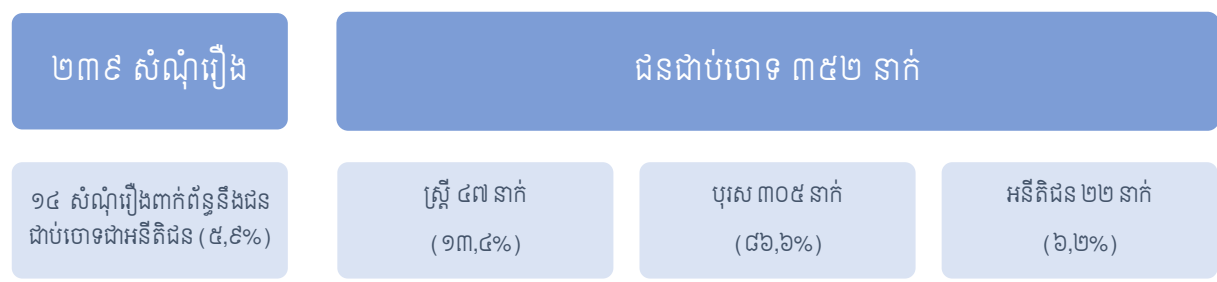 ២៣៩ សំណុំរឿង
ជនជាប់ចោទ ៣៥២ នាក់
១៤ សំណុំរឿងពាក់ព័ន្ធនឹងជន
ជាប់ចោទជាអនីតិជន (៥,៩%)
ស្ត្រី ៤៧ នាក់
(១៣,៤%)
បុរស ៣០៥ នាក់
(៨៦,៦%)
អនីតិជន ២២ នាក់
(៦,២%)